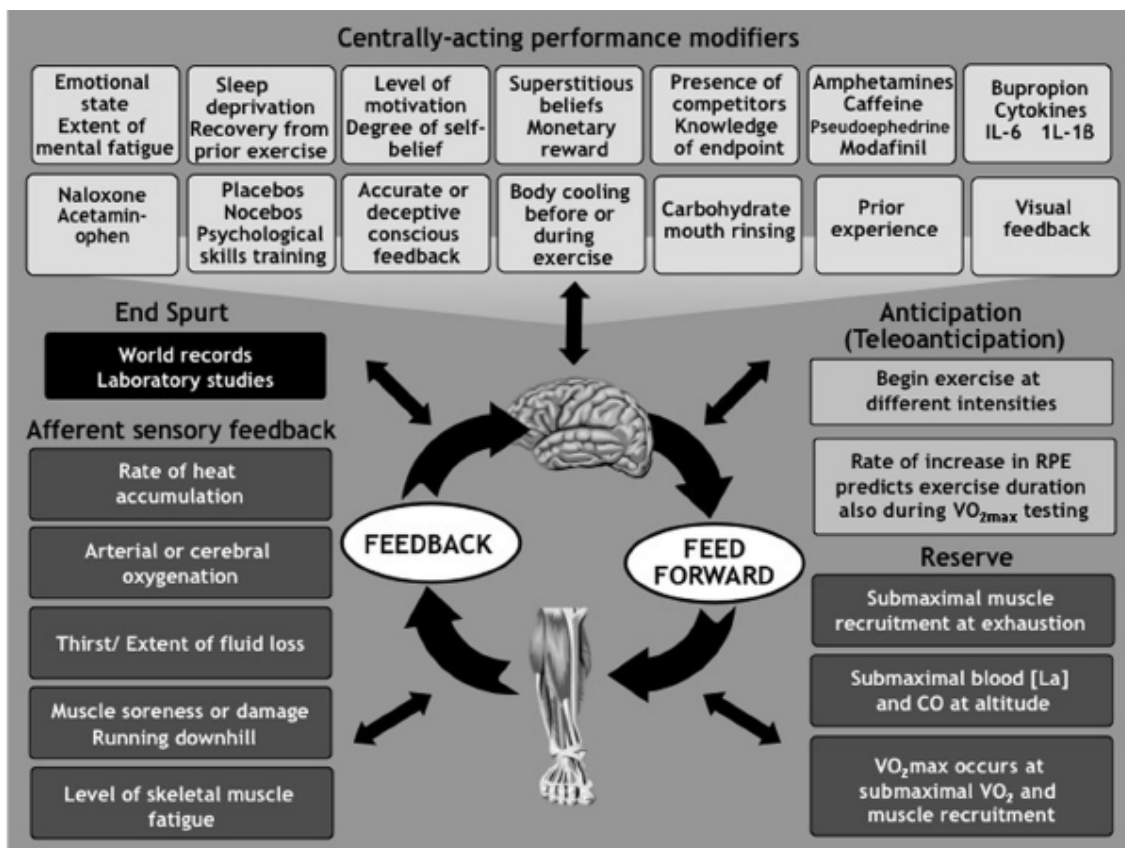 Centrally-acting performance modifiers
Emotional
state
Extent of
mental fatigue
Sleep
deprivation
Recovery from
prior exercise
Level of
motivation
Degree of self-
belief
Superstitious
beliefs
Monetary
reward
Presence of
competitors
Knowledge
of endpoint
Amphetamines
Caffeine
Pseudoephedrine
Modafinil
Bupropion
Cytokines
IL-6 1L-1ß
Naloxone
Acetamin-
ophen
Placebos
Nocebos
Psychological
skills training
Accurate or
deceptive
conscious
feedback
Body cooling
before or
during
exercise
Carbohydrate
mouth rinsing
Prior
experience
Visual
feedback
End Spurt
World records
Laboratory studies
Afferent sensory feedback
Rate of heat
accumulation
Arterial or cerebral
oxygenation
Thirst/ Extent of fluid loss
Muscle soreness or damage
Running downhill
Level of skeletal muscle
fatigue
FEEDBACK
FEED
FORWARD
Anticipation
(Teleoanticipation)
Begin exercise at
different intensities
Rate of increase in RPE
predicts exercise duration
also during VO₂max testing
Reserve
Submaximal muscle
recruitment at exhaustion
Submaximal blood [La]
and CO at altitude
VO₂max occurs at
submaximal VO₂ and
muscle recruitment